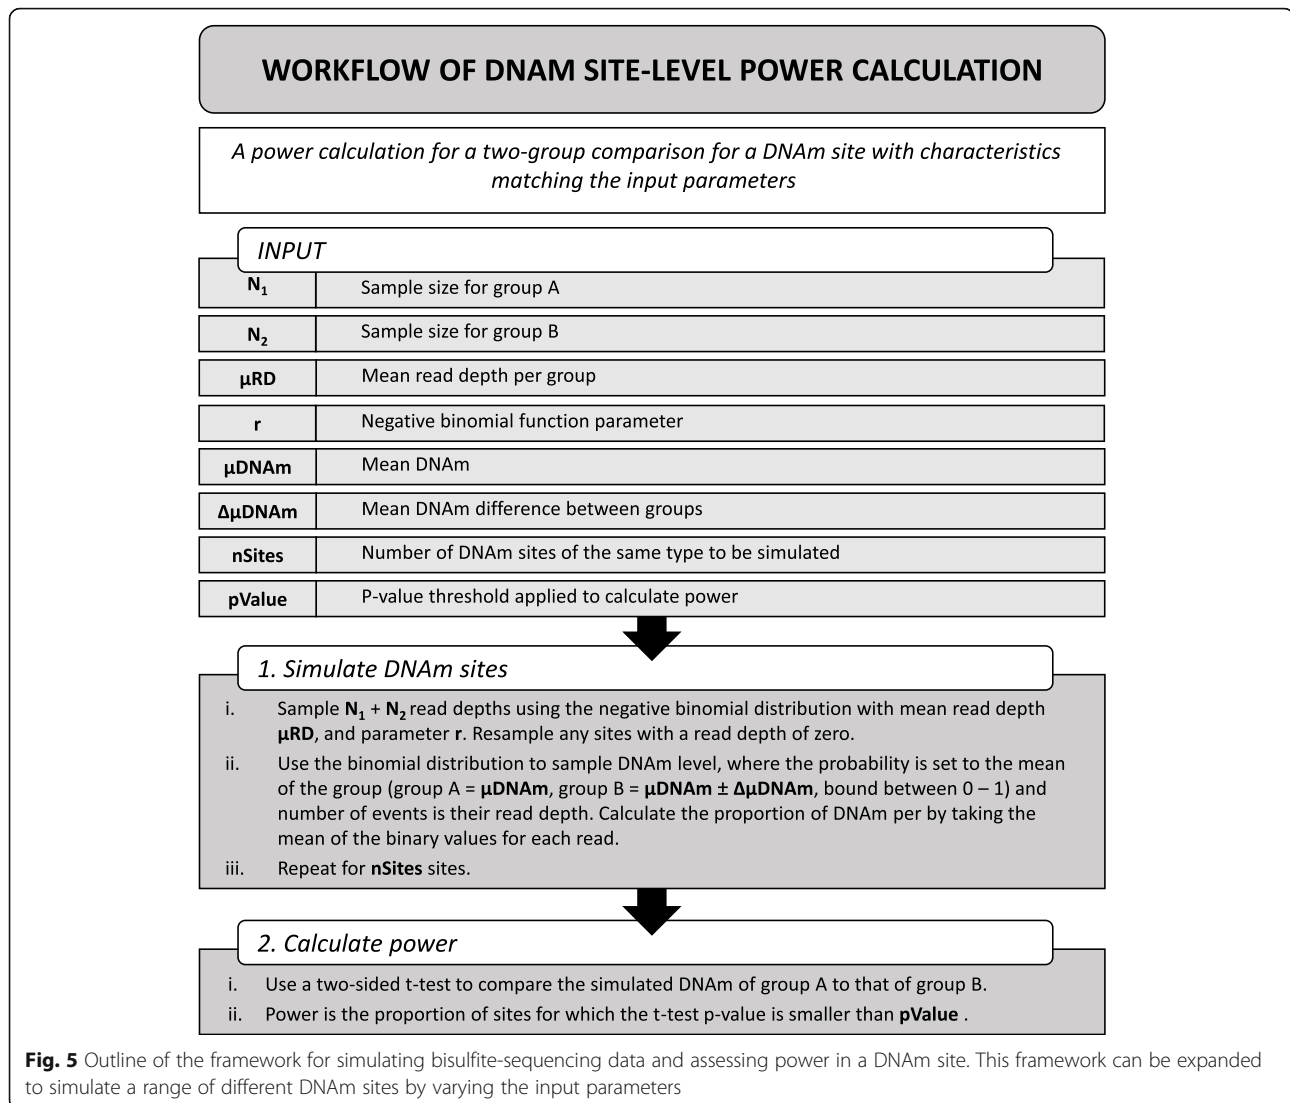 WORKFLOW OF DNAM SITE-LEVEL POWER CALCULATION
A power calculation for a two-group comparison for a DNAm site with characteristics
matching the input parameters
INPUT
N1 Sample size for group A
N2 Sample size for group B
µRD Mean read depth per group
r Negative binomial function parameter
µDNAm Mean DNAm
ΔµDNAm Mean DNAm difference between groups
nSites Number of DNAm sites of the same type to be simulated
pValue P-value threshold applied to calculate power
1. Simulate DNAm sites
i. Sample N1 + N2 read depths using the negative binomial distribution with mean read depth
µRD, and parameter r. Resample any sites with a read depth of zero.
ii. Use the binomial distribution to sample DNAm level, where the probability is set to the mean
of the group (group A = µDNAm, group B = µDNAm ± ΔµDNAm, bound between 0 – 1) and
number of events is their read depth. Calculate the proportion of DNAm per by taking the
mean of the binary values for each read.
iii. Repeat for nSites sites.
2. Calculate power
i. Use a two-sided t-test to compare the simulated DNAm of group A to that of group B.
ii. Power is the proportion of sites for which the t-test p-value is smaller than pValue .
Fig. 5 Outline of the framework for simulating bisulfite-sequencing data and assessing power in a DNAm site. This framework can be expanded
to simulate a range of different DNAm sites by varying the input parameters